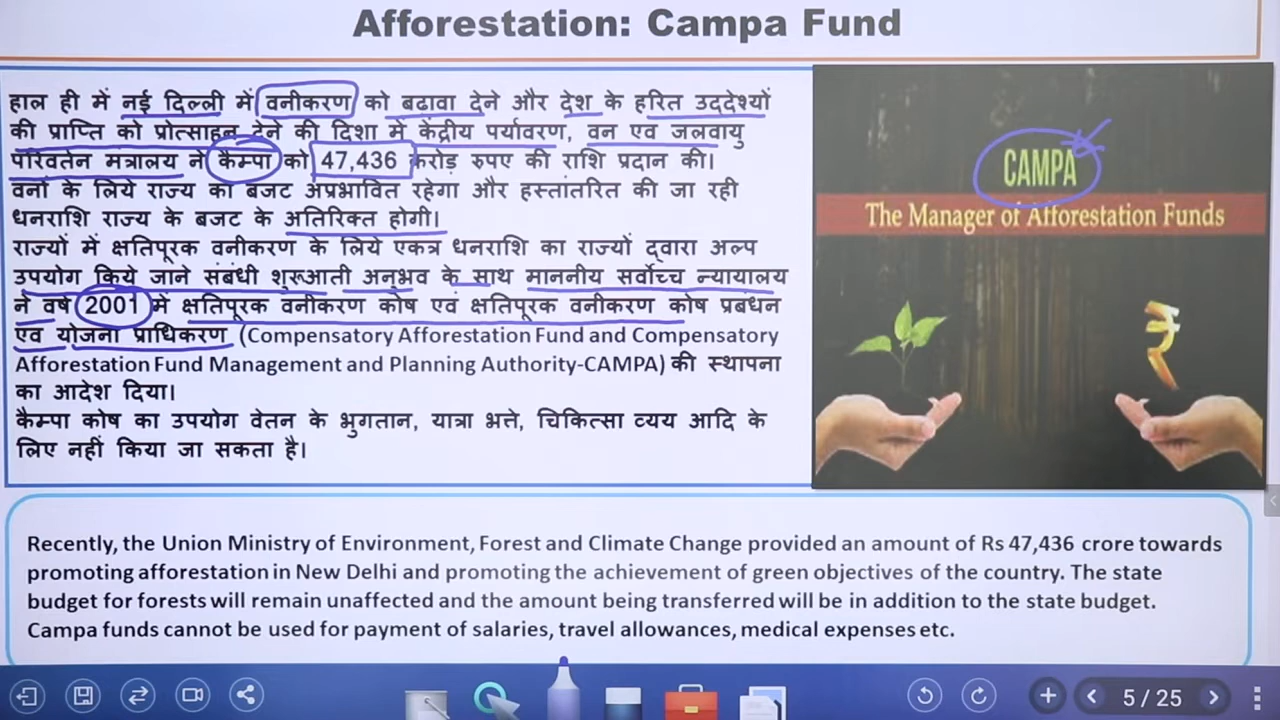 Afforestation: Campa Fund
हाल ही में नई दिल्ली में वनीकरण को बढावा देने और देश के हरित उद्देश्यों
की प्राप्ति को प्रोत्साहन देने की दिशा में केंद्रीय पर्यावरण, वन एवं जलवायु
परिवर्तन मंत्रालय ने कैम्पा को 47,436 करोड़ रुपए की राशि प्रदान की।
वनों के लिये राज्य का बजट अप्रभावित रहेगा और हस्तांतरित की जा रही
धनराशि राज्य के बजट के अतिरिक्त होगी।
राज्यों में क्षतिपूरक वनीकरण के लिये एकत्र धनराशि का राज्यों द्वारा अल्प
उपयोग किये जाने संबंधी शुरुआती अनुभव के साथ माननीय सर्वोच्च न्यायालय
ने वर्ष 2001 में क्षतिपूरक वनीकरण कोष एवं क्षतिपूरक वनीकरण कोष प्रबंधन
एवं योजना प्राधिकरण (Compensatory Afforestation Fund and Compensatory
Afforestation Fund Management and Planning Authority-CAMPA) की स्थापना
का आदेश दिया।
कैम्पा कोष का उपयोग वेतन के भुगतान, यात्रा भत्ते, चिकित्सा व्यय आदि के
लिए नहीं किया जा सकता है।
CAMPA
The Manager of Afforestation Funds
Recently, the Union Ministry of Environment, Forest and Climate Change provided an amount of Rs 47,436 crore towards
promoting afforestation in New Delhi and promoting the achievement of green objectives of the country. The state
budget for forests will remain unaffected and the amount being transferred will be in addition to the state budget.
Campa funds cannot be used for payment of salaries, travel allowances, medical expenses etc.
5 / 25